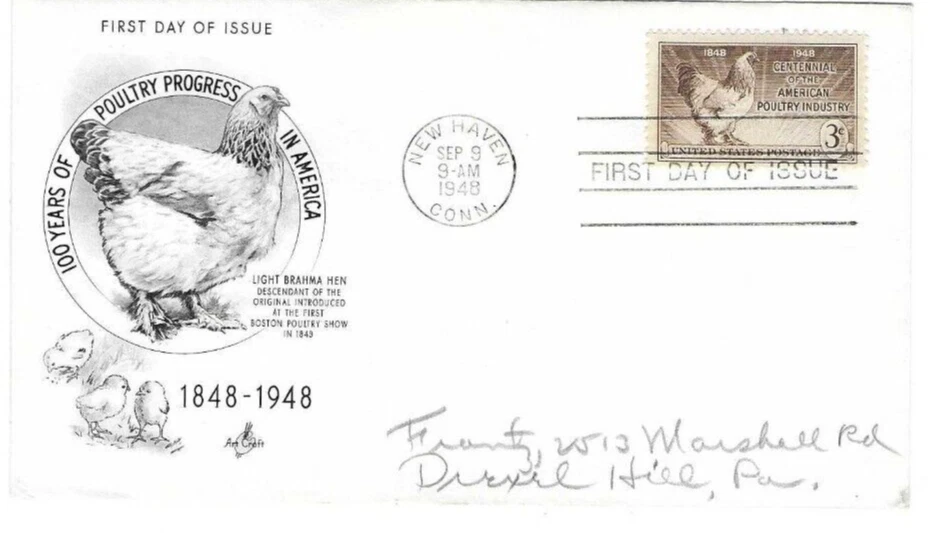 FIRST DAY OF ISSUE
100 YEARS OF POULTRY PROGRESS IN AMERICA
LIGHT BRAHMA HEN
DESCENDANT OF THE
ORIGINAL INTRODUCED
AT THE FIRST
BOSTON POULTRY SHOW
IN 1849
1848-1948
Art Craft
NEW HAVEN
SEP 9
9-AM
1948
CONN.
1848 1948
CENTENNIAL
OF THE
AMERICAN
POULTRY INDUSTRY
3¢
UNITED STATES POSTAGE
FIRST DAY OF ISSUE
Frantz, 2513 Marshall Rd
Drexel Hill, Pa.